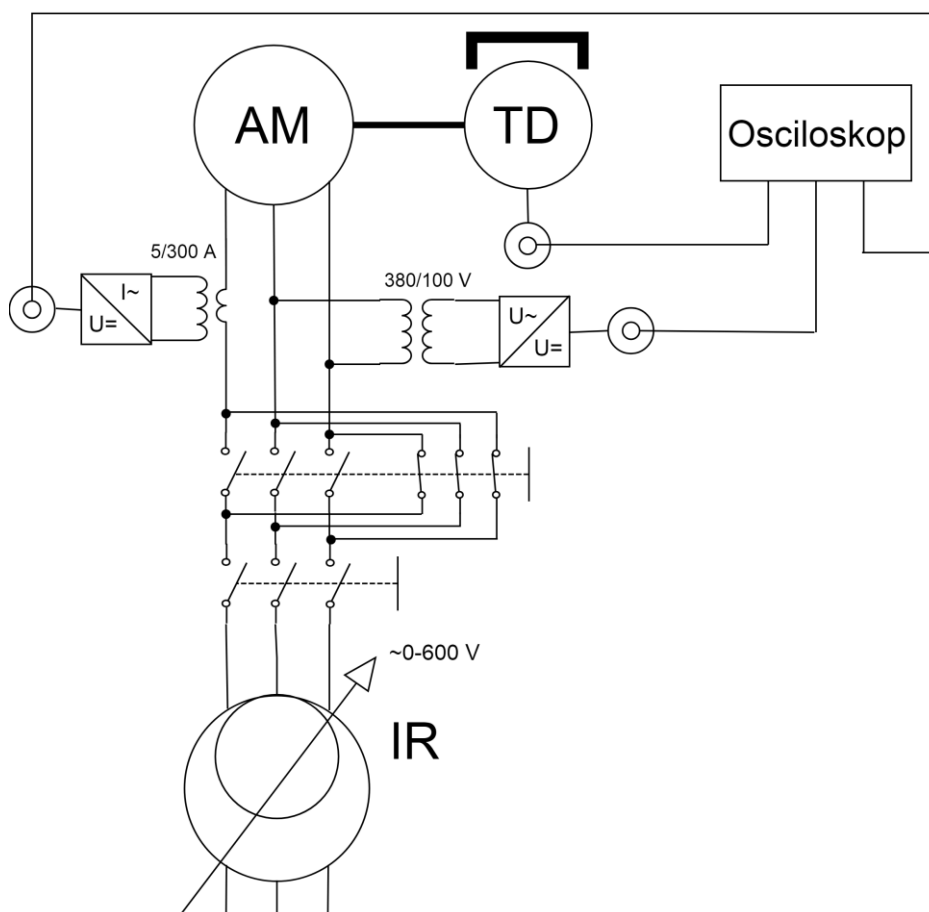 AM
TD
Osciloskop
5/300 A
I~
U=
380/100 V
U~
U=
~0-600 V
IR